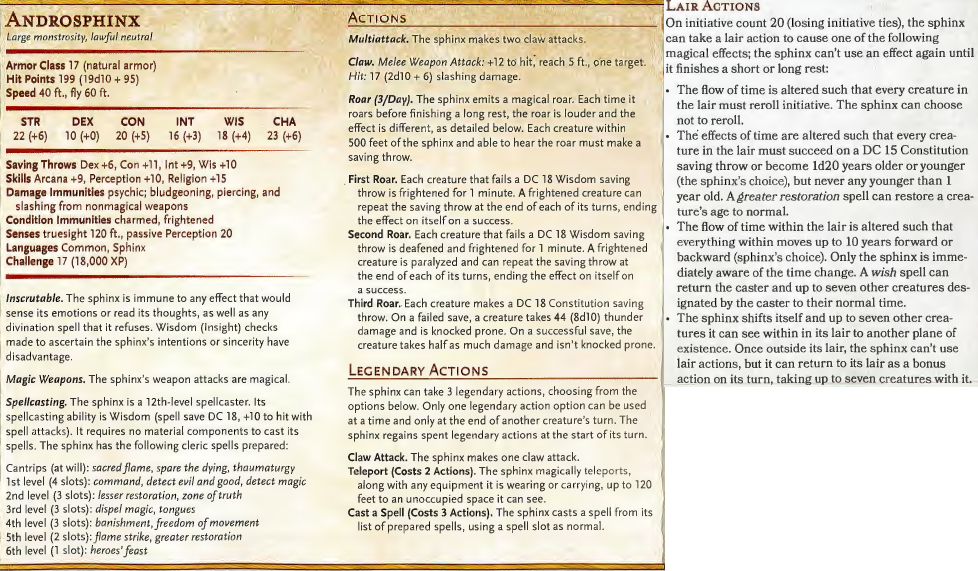 ANDROSPHINX
Large monstrosity, lawful neutral
Armor Class 17 (natural armor)
Hit Points 199 (19d10 + 95)
Speed 40 ft., fly 60 ft.
STR DEX CON INT WIS CHA
22 (+6) 10 (+0) 20 (+5) 16 (+3) 18 (+4) 23 (+6)
Saving Throws Dex +6, Con +11, Int +9, Wis +10
Skills Arcana +9, Perception +10, Religion +15
Damage Immunities psychic; bludgeoning, piercing, and
slashing from nonmagical weapons
Condition Immunities charmed, frightened
Senses truesight 120 ft., passive Perception 20
Languages Common, Sphinx
Challenge 17 (18,000 XP)
Inscrutable. The sphinx is immune to any effect that would
sense its emotions or read its thoughts, as well as any
divination spell that it refuses. Wisdom (Insight) checks
made to ascertain the sphinx's intentions or sincerity have
disadvantage.
Magic Weapons. The sphinx's weapon attacks are magical.
Spellcasting. The sphinx is a 12th-level spellcaster. Its
spellcasting ability is Wisdom (spell save DC 18, +10 to hit with
spell attacks). It requires no material components to cast its
spells. The sphinx has the following cleric spells prepared:
Cantrips (at will): sacred flame, spare the dying, thaumaturgy
1st level (4 slots): command, detect evil and good, detect magic
2nd level (3 slots): lesser restoration, zone of truth
3rd level (3 slots): dispel magic, tongues
4th level (3 slots): banishment, freedom of movement
5th level (2 slots): flame strike, greater restoration
6th level (1 slot): heroes' feast
ACTIONS
Multiattack. The sphinx makes two claw attacks.
Claw. Melee Weapon Attack: +12 to hit, reach 5 ft., one target.
Hit: 17 (2d10 + 6) slashing damage.
Roar (3/Day). The sphinx emits a magical roar. Each time it
roars before finishing a long rest, the roar is louder and the
effect is different, as detailed below. Each creature within
500 feet of the sphinx and able to hear the roar must make a
saving throw.
First Roar. Each creature that fails a DC 18 Wisdom saving
throw is frightened for 1 minute. A frightened creature can
repeat the saving throw at the end of each of its turns, ending
the effect on itself on a success.
Second Roar. Each creature that fails a DC 18 Wisdom saving
throw is deafened and frightened for 1 minute. A frightened
creature is paralyzed and can repeat the saving throw at
the end of each of its turns, ending the effect on itself on
a success.
Third Roar. Each creature makes a DC 18 Constitution saving
throw. On a failed save, a creature takes 44 (8d10) thunder
damage and is knocked prone. On a successful save, the
creature takes half as much damage and isn't knocked prone.
LEGENDARY ACTIONS
The sphinx can take 3 legendary actions, choosing from the
options below. Only one legendary action option can be used
at a time and only at the end of another creature's turn. The
sphinx regains spent legendary actions at the start of its turn.
Claw Attack. The sphinx makes one claw attack.
Teleport (Costs 2 Actions). The sphinx magically teleports,
along with any equipment it is wearing or carrying, up to 120
feet to an unoccupied space it can see.
Cast a Spell (Costs 3 Actions). The sphinx casts a spell from its
list of prepared spells, using a spell slot as normal.
LAIR ACTIONS
On initiative count 20 (losing initiative ties), the sphinx
can take a lair action to cause one of the following
magical effects; the sphinx can't use an effect again until
it finishes a short or long rest:
• The flow of time is altered such that every creature in
the lair must reroll initiative. The sphinx can choose
not to reroll.
• The effects of time are altered such that every crea-
ture in the lair must succeed on a DC 15 Constitution
saving throw or become 1d20 years older or younger
(the sphinx's choice), but never any younger than 1
year old. A greater restoration spell can restore a crea-
ture's age to normal.
• The flow of time within the lair is altered such that
everything within moves up to 10 years forward or
backward (sphinx's choice). Only the sphinx is imme-
diately aware of the time change. A wish spell can
return the caster and up to seven other creatures des-
ignated by the caster to their normal time.
• The sphinx shifts itself and up to seven other crea-
tures it can see within in its lair to another plane of
existence. Once outside its lair, the sphinx can't use
lair actions, but it can return to its lair as a bonus
action on its turn, taking up to seven creatures with it.